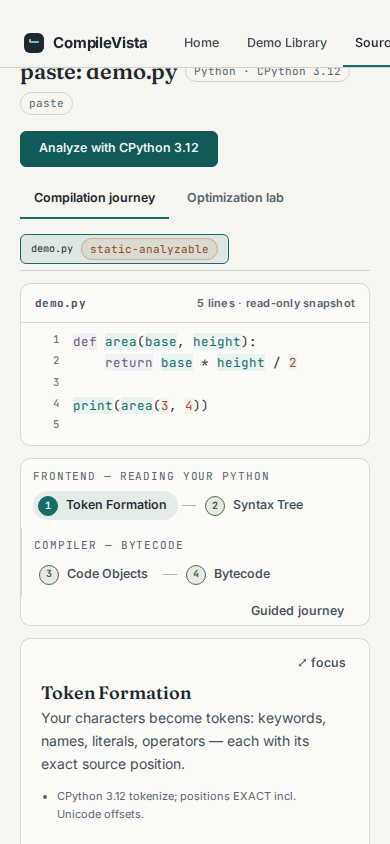 CompileVista
Home
Demo Library
Sourc
paste: demo.py
Python · CPython 3.12
paste
Analyze with CPython 3.12
Compilation journey
Optimization lab
demo.py
static-analyzable
demo.py
5 lines · read-only snapshot
1 def area(base, height):
2 return base * height / 2
3
4 print(area(3, 4))
5
FRONTEND — READING YOUR PYTHON
1 Token Formation
2 Syntax Tree
COMPILER — BYTECODE
3 Code Objects
4 Bytecode
Guided journey
⤢ focus
Token Formation
Your characters become tokens: keywords,
names, literals, operators — each with its
exact source position.
• CPython 3.12 tokenize; positions EXACT incl.
Unicode offsets.